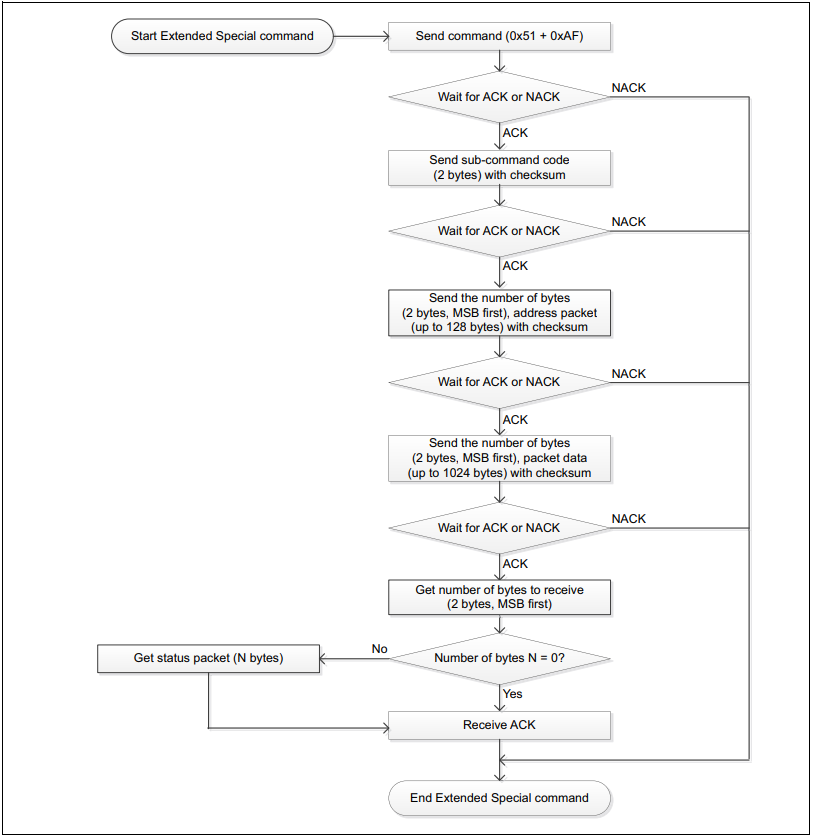 Start Extended Special command
Send command (0x51 + 0xAF)
Wait for ACK or NACK
NACK
ACK
Send sub-command code
(2 bytes) with checksum
Wait for ACK or NACK
NACK
ACK
Send the number of bytes
(2 bytes, MSB first), address packet
(up to 128 bytes) with checksum
Wait for ACK or NACK
NACK
ACK
Send the number of bytes
(2 bytes, MSB first), packet data
(up to 1024 bytes) with checksum
Wait for ACK or NACK
NACK
ACK
Get number of bytes to receive
(2 bytes, MSB first)
Number of bytes N = 0?
No
Get status packet (N bytes)
Yes
Receive ACK
End Extended Special command